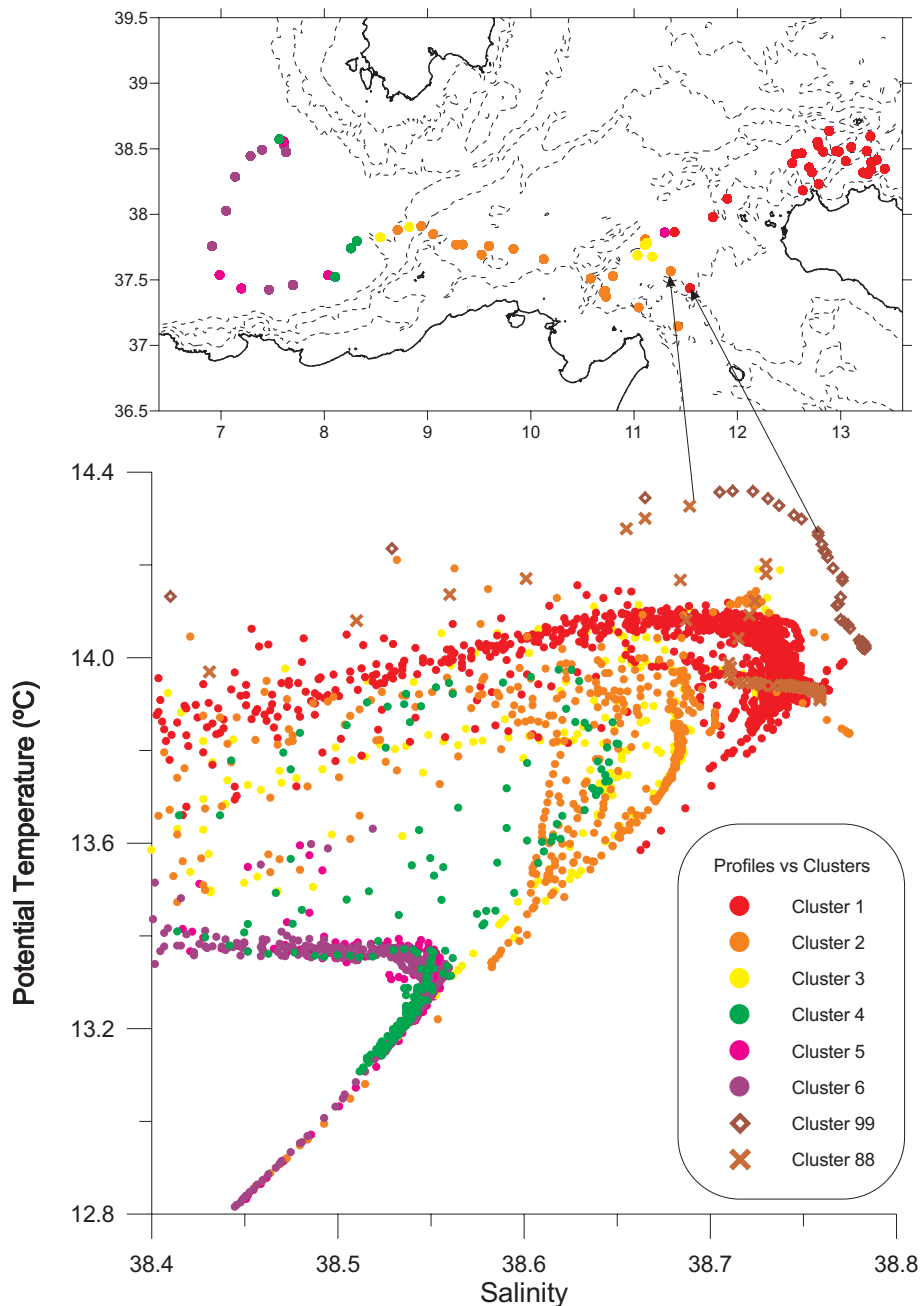 39.5
39
38.5
38
37.5
37
36.5
7 8 9 10 11 12 13
14.4
14.0
13.6
13.2
12.8
Potential Temperature (ºC)
38.4 38.5 38.6 38.7 38.8
Salinity
Profiles vs Clusters
Cluster 1
Cluster 2
Cluster 3
Cluster 4
Cluster 5
Cluster 6
Cluster 99
Cluster 88